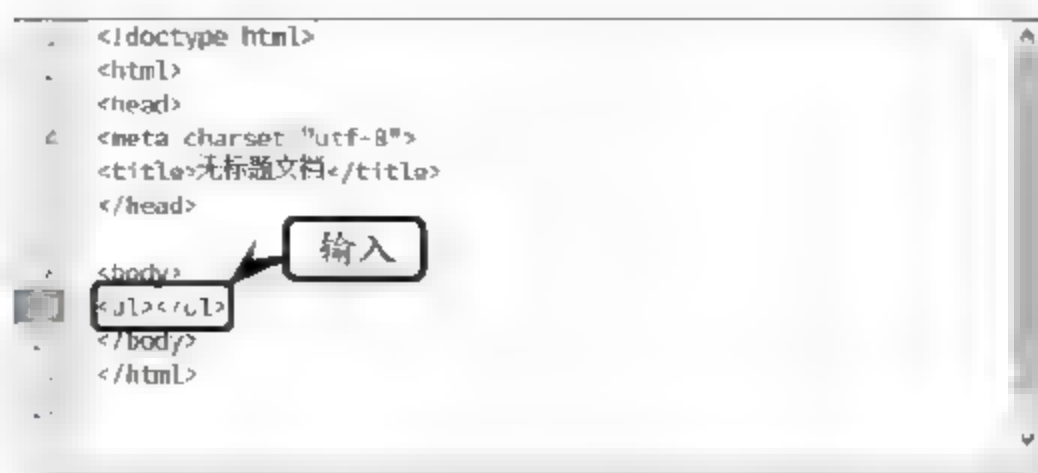 <!doctype html>
<html>
<head>
<meta charset "utf-8">
<title>无标题文档</title>
</head>
输入
<body>
<ul></ul>
</body>
</html>